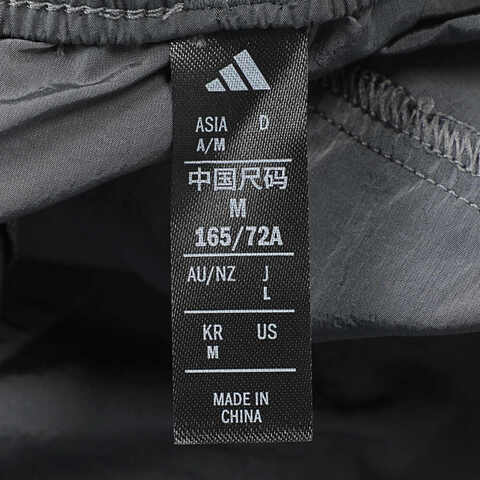 ASIA D
A/M
中国尺码
M
165/72A
AU/NZ J
L
KR US
M
MADE IN
CHINA